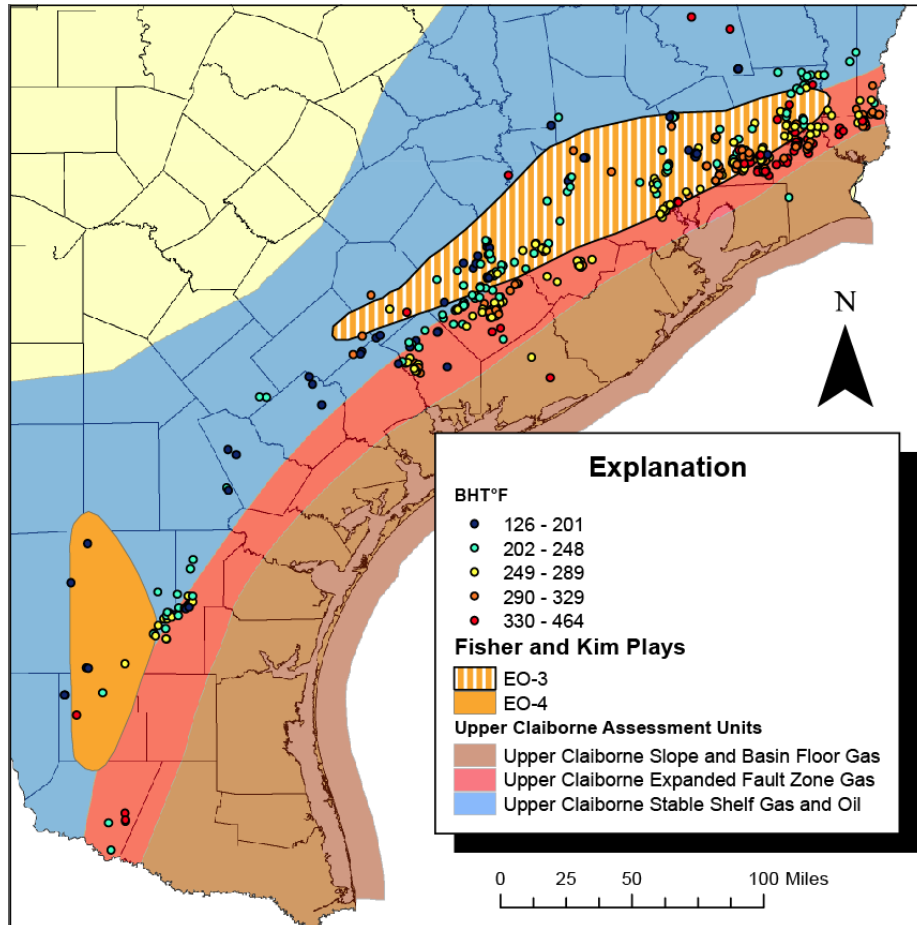 N
Explanation
BHT°F
126 - 201
202 - 248
249 - 289
290 - 329
330 - 464
Fisher and Kim Plays
EO-3
EO-4
Upper Claiborne Assessment Units
Upper Claiborne Slope and Basin Floor Gas
Upper Claiborne Expanded Fault Zone Gas
Upper Claiborne Stable Shelf Gas and Oil
0 25 50 100 Miles